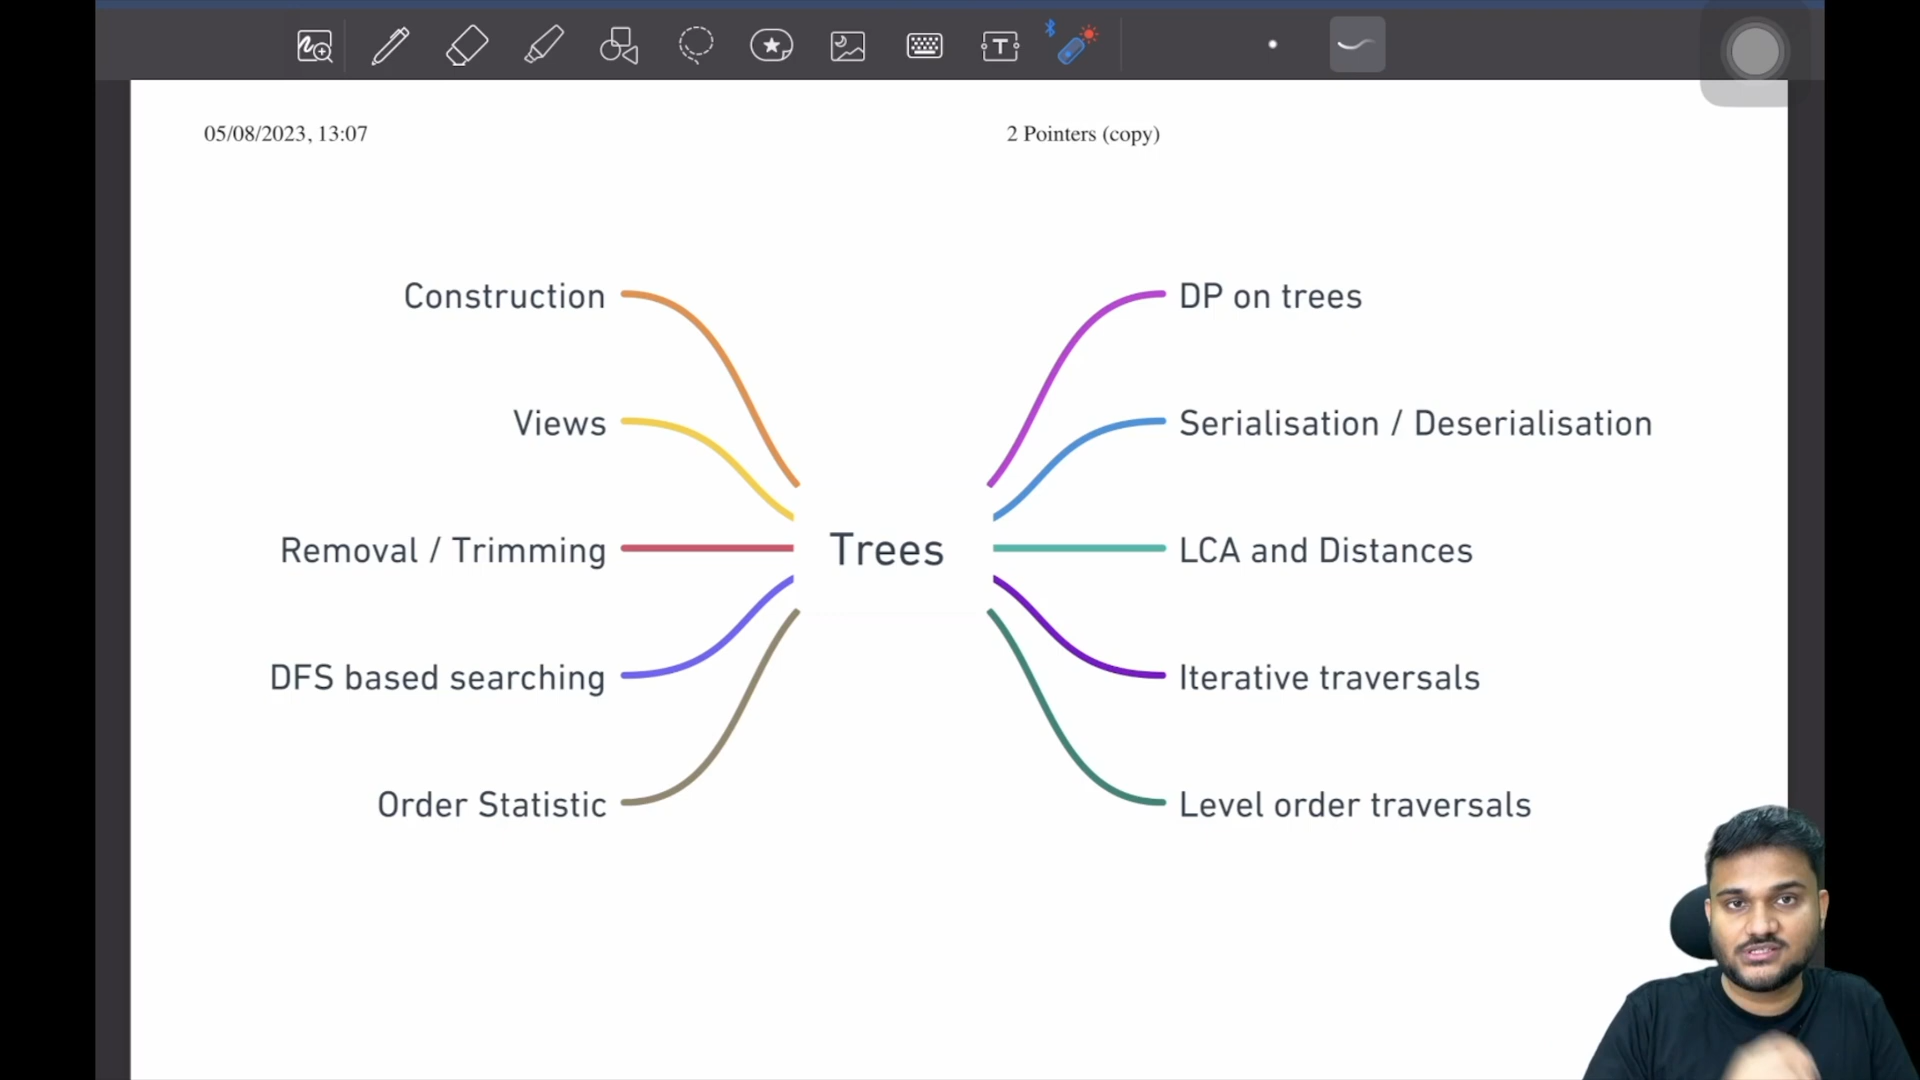 05/08/2023, 13:07
2 Pointers (copy)
Construction
DP on trees
Views
Serialisation / Deserialisation
Removal / Trimming
Trees
LCA and Distances
DFS based searching
Iterative traversals
Order Statistic
Level order traversals